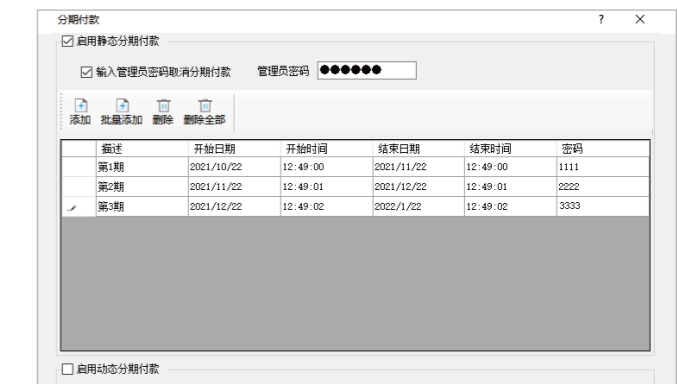 分期付款 ? ×
启用静态分期付款
输入管理员密码取消分期付款 管理员密码 ●●●●●●
添加 批量添加 删除 删除全部
描述 开始日期 开始时间 结束日期 结束时间 密码
第1期 2021/10/22 12:49:00 2021/11/22 12:49:00 1111
第2期 2021/11/22 12:49:01 2021/12/22 12:49:01 2222
第3期 2021/12/22 12:49:02 2022/1/22 12:49:02 3333
启用动态分期付款